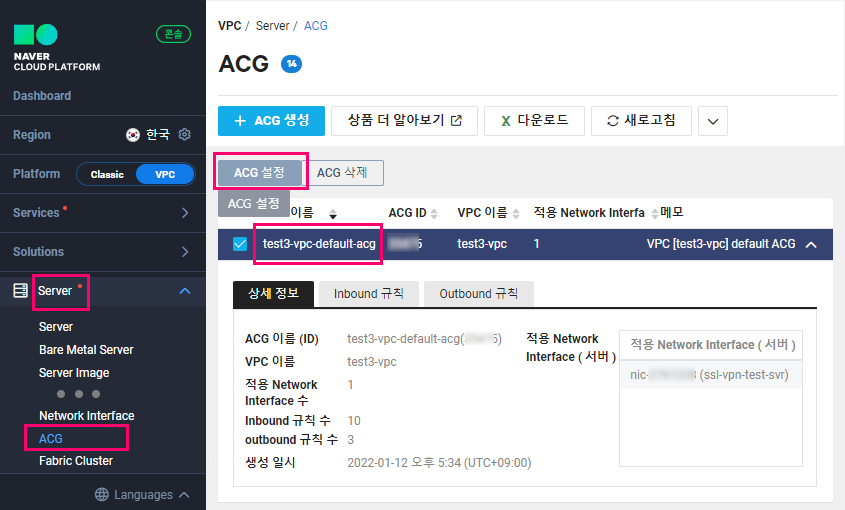 콘솔
NAVER
CLOUD PLATFORM
Dashboard
Region 한국
Platform Classic VPC
Services
Solutions
Server
Server
Bare Metal Server
Server Image
Network Interface
ACG
Fabric Cluster
Languages
VPC / Server / ACG
ACG 14
+ ACG 생성 상품 더 알아보기 X 다운로드 새로고침
ACG 설정 ACG 삭제
ACG 설정
이름 ACG ID VPC 이름 적용 Network Interfa 메모
test3-vpc-default-acg test3-vpc 1 VPC [test3-vpc] default ACG
상세 정보 Inbound 규칙 Outbound 규칙
ACG 이름 (ID) test3-vpc-default-acg(
VPC 이름 test3-vpc
적용 Network
Interface 수 1
Inbound 규칙 수 10
outbound 규칙 수 3
생성 일시 2022-01-12 오후 5:34 (UTC+09:00)
적용 Network
Interface ( 서버 )
적용 Network Interface ( 서버 )
nic- (ssl-vpn-test-svr)